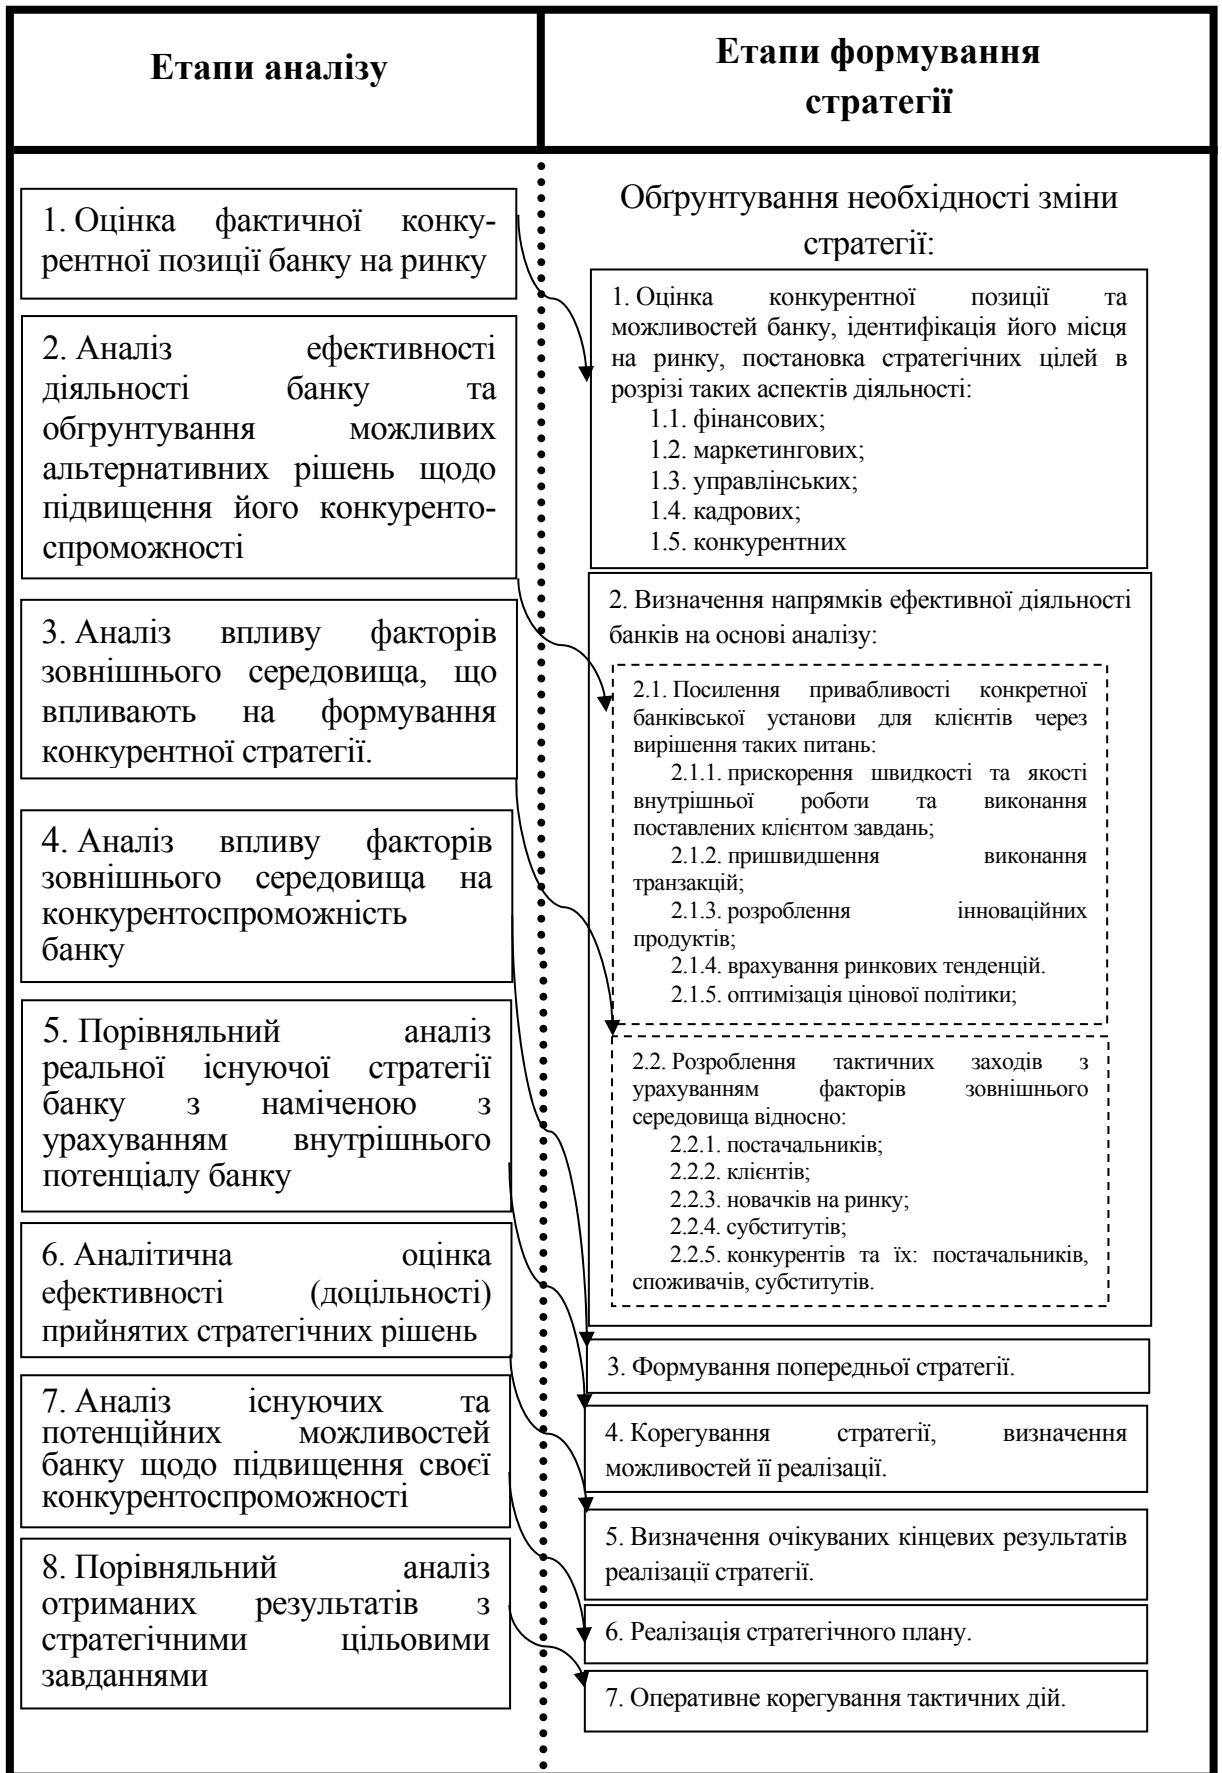 Етапи аналізу
Етапи формування
стратегії
1. Оцінка фактичної конку-
рентної позиції банку на ринку
2. Аналіз ефективності
діяльності банку та
обгрунтування можливих
альтернативних рішень щодо
підвищення його конкуренто-
спроможності
3. Аналіз впливу факторів
зовнішнього середовища, що
впливають на формування
конкурентної стратегії.
4. Аналіз впливу факторів
зовнішнього середовища на
конкурентоспроможність
банку
5. Порівняльний аналіз
реальної існуючої стратегії
банку з наміченою з
урахуванням внутрішнього
потенціалу банку
6. Аналітична оцінка
ефективності (доцільності)
прийнятих стратегічних рішень
7. Аналіз існуючих та
потенційних можливостей
банку щодо підвищення своєї
конкурентоспроможності
8. Порівняльний аналіз
отриманих результатів з
стратегічними цільовими
завданнями
Обґрунтування необхідності зміни
стратегії:
1. Оцінка конкурентної позиції та
можливостей банку, ідентифікація його місця
на ринку, постановка стратегічних цілей в
розрізі таких аспектів діяльності:
1.1. фінансових;
1.2. маркетингових;
1.3. управлінських;
1.4. кадрових;
1.5. конкурентних
2. Визначення напрямків ефективної діяльності
банків на основі аналізу:
2.1. Посилення привабливості конкретної
банківської установи для клієнтів через
вирішення таких питань:
2.1.1. прискорення швидкості та якості
внутрішньої роботи та виконання
поставлених клієнтом завдань;
2.1.2. пришвидшення виконання
транзакцій;
2.1.3. розроблення інноваційних
продуктів;
2.1.4. врахування ринкових тенденцій.
2.1.5. оптимізація цінової політики;
2.2. Розроблення тактичних заходів з
урахуванням факторів зовнішнього
середовища відносно:
2.2.1. постачальників;
2.2.2. клієнтів;
2.2.3. новачків на ринку;
2.2.4. субститутів;
2.2.5. конкурентів та їх: постачальників,
споживачів, субститутів.
3. Формування попередньої стратегії.
4. Корегування стратегії, визначення
можливостей її реалізації.
5. Визначення очікуваних кінцевих результатів
реалізації стратегії.
6. Реалізація стратегічного плану.
7. Оперативне корегування тактичних дій.